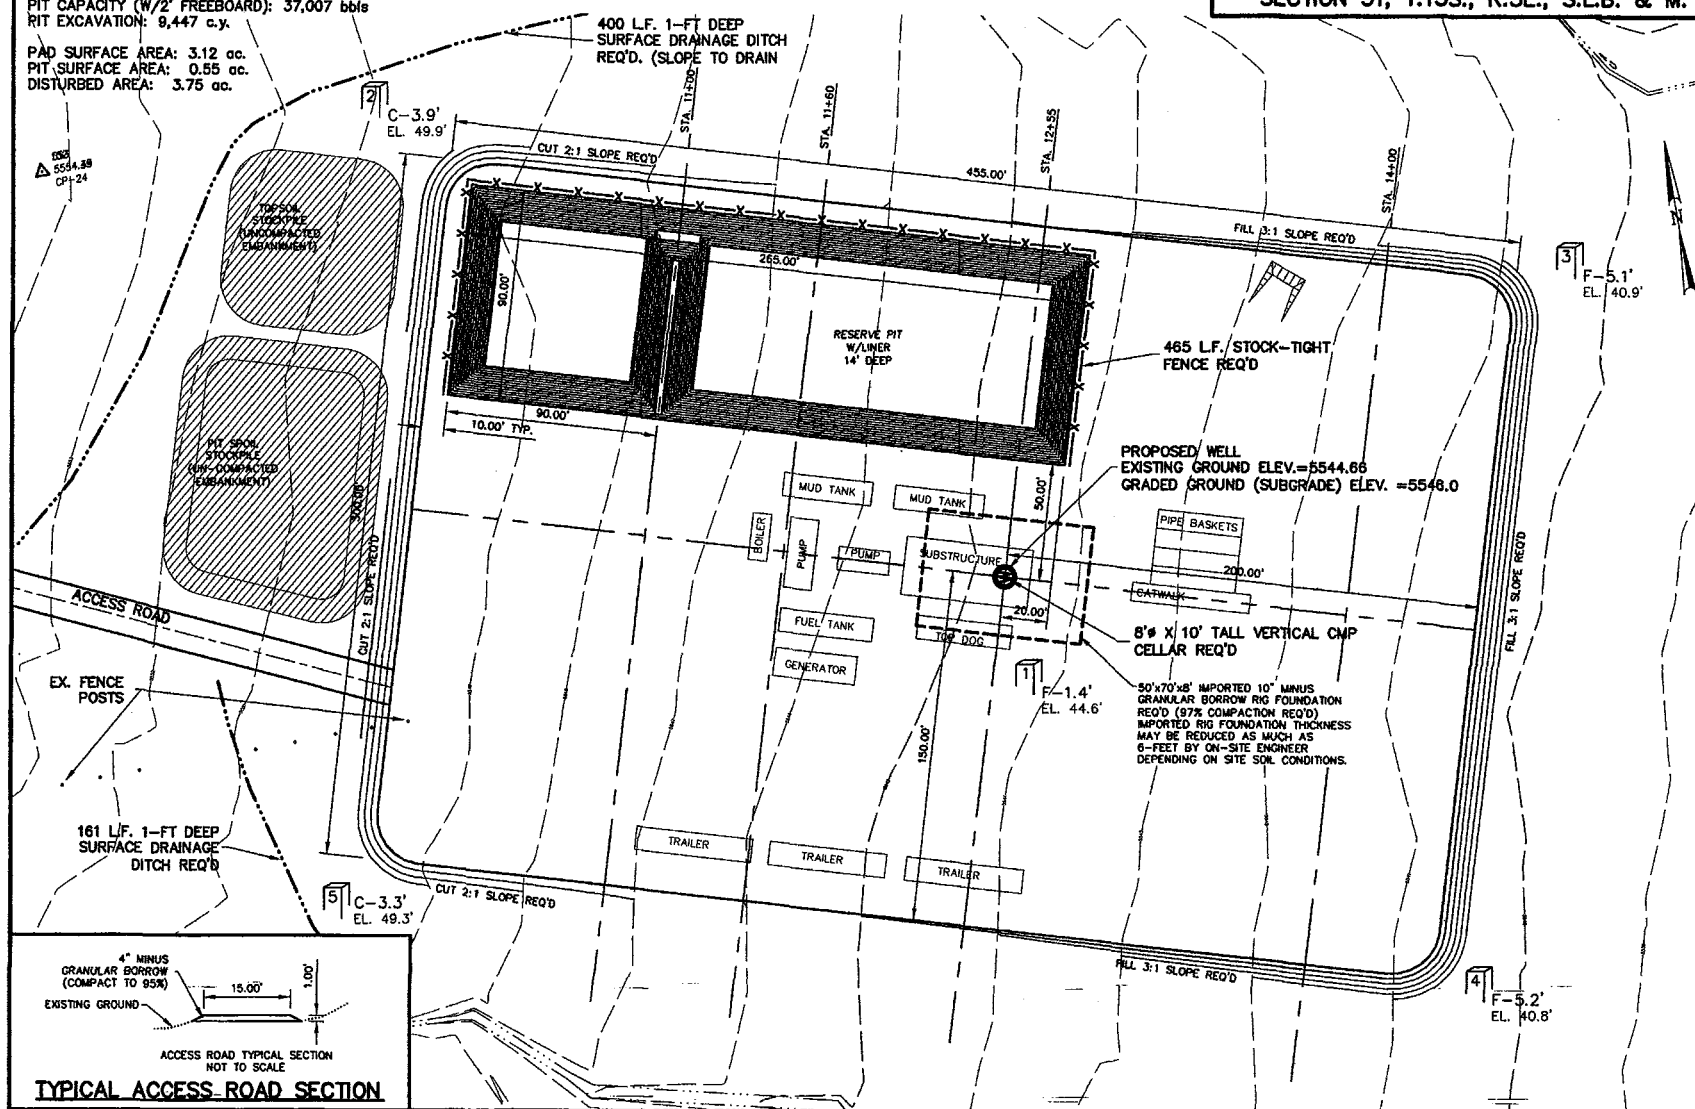 PIT CAPACITY (W/2' FREEBOARD): 37,007 bbls
PIT EXCAVATION: 9,447 c.y.
PAD SURFACE AREA: 3.12 ac.
PIT SURFACE AREA: 0.55 ac.
DISTURBED AREA: 3.75 ac.
SECTION 31, T.15S., R.3E., S.L.B. & M.
400 L.F. 1-FT DEEP
SURFACE DRAINAGE DITCH
REQ'D. (SLOPE TO DRAIN
STA. 11+00
STA. 11+60
STA. 12+55
STA. 14+00
2
C-3.9'
EL. 49.9'
5554.39
CP-24
CUT 2:1 SLOPE REQ'D
455.00'
FILL 3:1 SLOPE REQ'D
3
F-5.1'
EL. 40.9'
N
TOPSOIL
STOCKPILE
(UNCOMPACTED
EMBANKMENT)
265.00'
90.00'
RESERVE PIT
W/LINER
14' DEEP
465 L.F. STOCK-TIGHT
FENCE REQ'D
90.00'
10.00' TYP.
PIT SPOIL
STOCKPILE
(UN-COMPACTED
EMBANKMENT)
300.00'
PROPOSED WELL
EXISTING GROUND ELEV.=5544.66
GRADED GROUND (SUBGRADE) ELEV. =5546.0
MUD TANK
MUD TANK
50.00'
BOILER
PUMP
PUMP
SUBSTRUCTURE
PIPE BASKETS
200.00'
CATWALK
20.00'
FUEL TANK
TOP DOG
GENERATOR
8'ø X 10' TALL VERTICAL CMP
CELLAR REQ'D
ACCESS ROAD
CUT 2:1 SLOPE REQ'D
FILL 3:1 SLOPE REQ'D
EX. FENCE
POSTS
1
F-1.4'
EL. 44.6'
50'x70'x8' IMPORTED 10" MINUS
GRANULAR BORROW RIG FOUNDATION
REQ'D (97% COMPACTION REQ'D)
IMPORTED RIG FOUNDATION THICKNESS
MAY BE REDUCED AS MUCH AS
6-FEET BY ON-SITE ENGINEER
DEPENDING ON SITE SOIL CONDITIONS.
150.00'
161 L.F. 1-FT DEEP
SURFACE DRAINAGE
DITCH REQ'D
TRAILER
TRAILER
TRAILER
5
C-3.3'
EL. 49.3'
CUT 2:1 SLOPE REQ'D
FILL 3:1 SLOPE REQ'D
4
F-5.2'
EL. 40.8'
4" MINUS
GRANULAR BORROW
(COMPACT TO 95%)
EXISTING GROUND
15.00'
1.00'
ACCESS ROAD TYPICAL SECTION
NOT TO SCALE
TYPICAL ACCESS ROAD SECTION